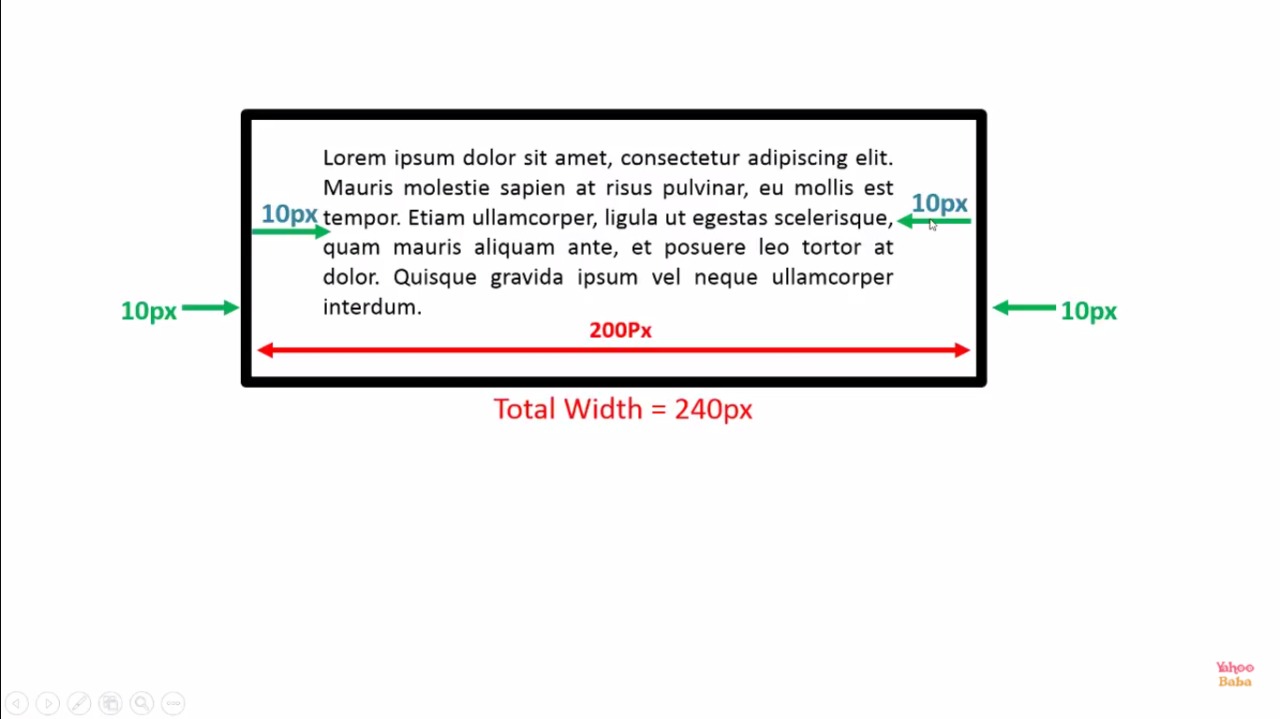 Lorem ipsum dolor sit amet, consectetur adipiscing elit.
Mauris molestie sapien at risus pulvinar, eu mollis est
10px
10px
tempor. Etiam ullamcorper, ligula ut egestas scelerisque,
quam mauris aliquam ante, et posuere leo tortor at
dolor. Quisque gravida ipsum vel neque ullamcorper
interdum.
10px
10px
200Px
Total Width = 240px
Yahoo
Baba